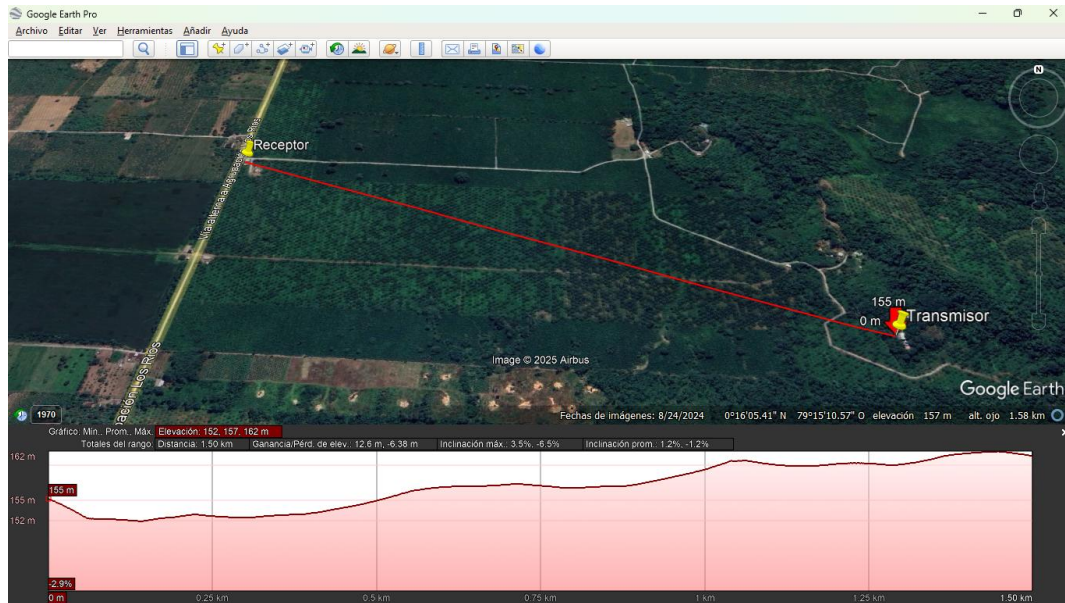 Google Earth Pro
Archivo Editar Ver Herramientas Añadir Ayuda
Receptor
155 m
0 m
Transmisor
Image © 2025 Airbus
Google Earth
N
1970
Fechas de imágenes: 8/24/2024 0°16'05.41" N 79°15'10.57" O elevación 157 m alt. ojo 1.58 km
Gráfico: Mín., Prom., Máx. Elevación: 152, 157, 162 m
Totales del rango: Distancia: 1,50 km Ganancia/Pérd. de elev.: 12,6 m, -6.38 m Inclinación máx.: 3.5%, -6.5% Inclinación prom.: 1.2%, -1.2%
162 m
155 m
155 m
152 m
-2.9%
0 m 0.25 km 0.5 km 0.75 km 1 km 1.25 km 1.50 km